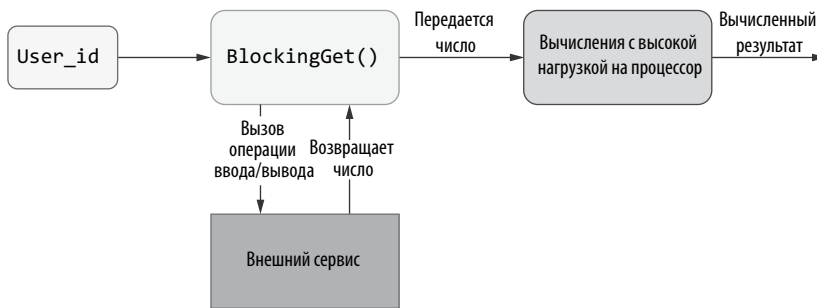 User_id
BlockingGet()
Передается
число
Вычисления с высокой
нагрузкой на процессор
Вычисленный
результат
Вызов
операции
ввода/вывода
Возвращает
число
Внешний сервис